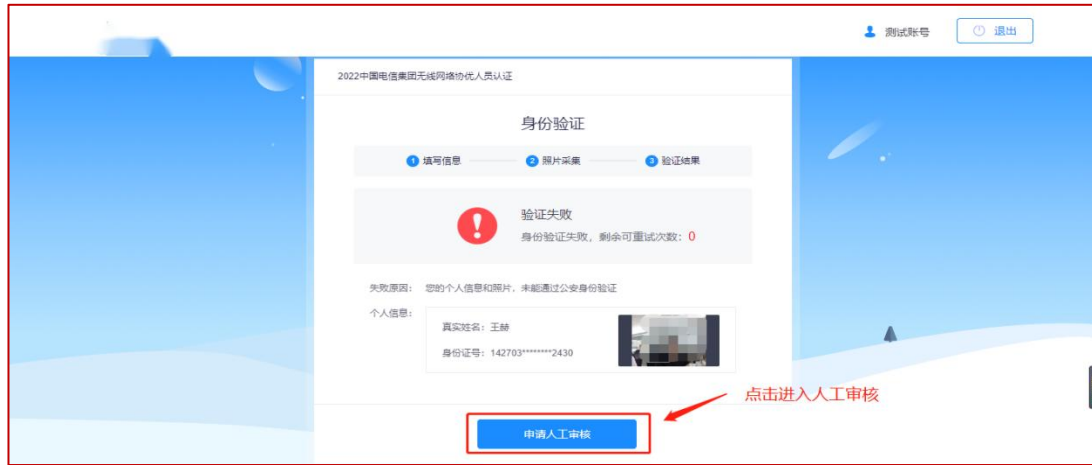 测试账号
退出
2022中国电信集团无线网络协优人员认证
身份验证
1 填写信息
2 照片采集
3 验证结果
验证失败
身份验证失败，剩余可重试次数：0
失败原因： 您的个人信息和照片，未能通过公安身份验证
个人信息：
真实姓名：王赫
身份证号：142703********2430
点击进入人工审核
申请人工审核